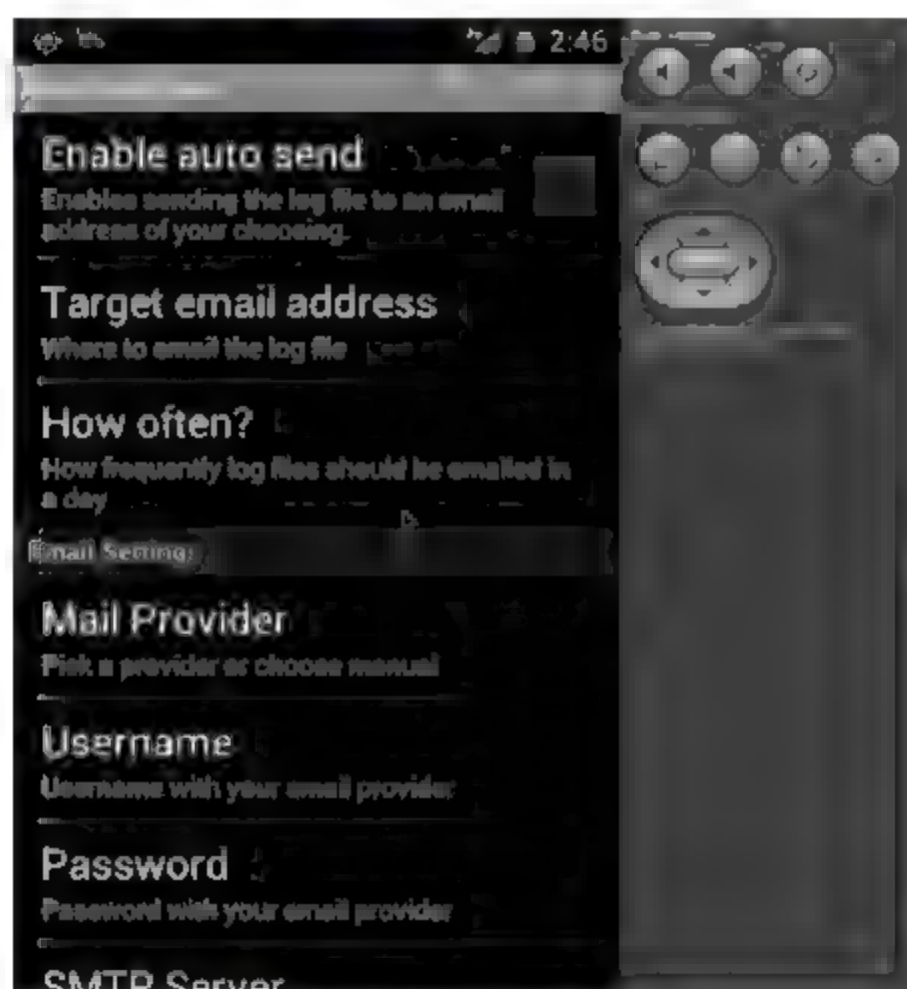 2:46
Enable auto send
Enables sending the log file to an email
address of your choosing.
Target email address
Where to email the log file
How often?
How frequently log files should be emailed in
a day
Email Settings
Mail Provider
Pick a provider or choose manual
Username
Username with your email provider
Password
Password with your email provider
SMTP Server